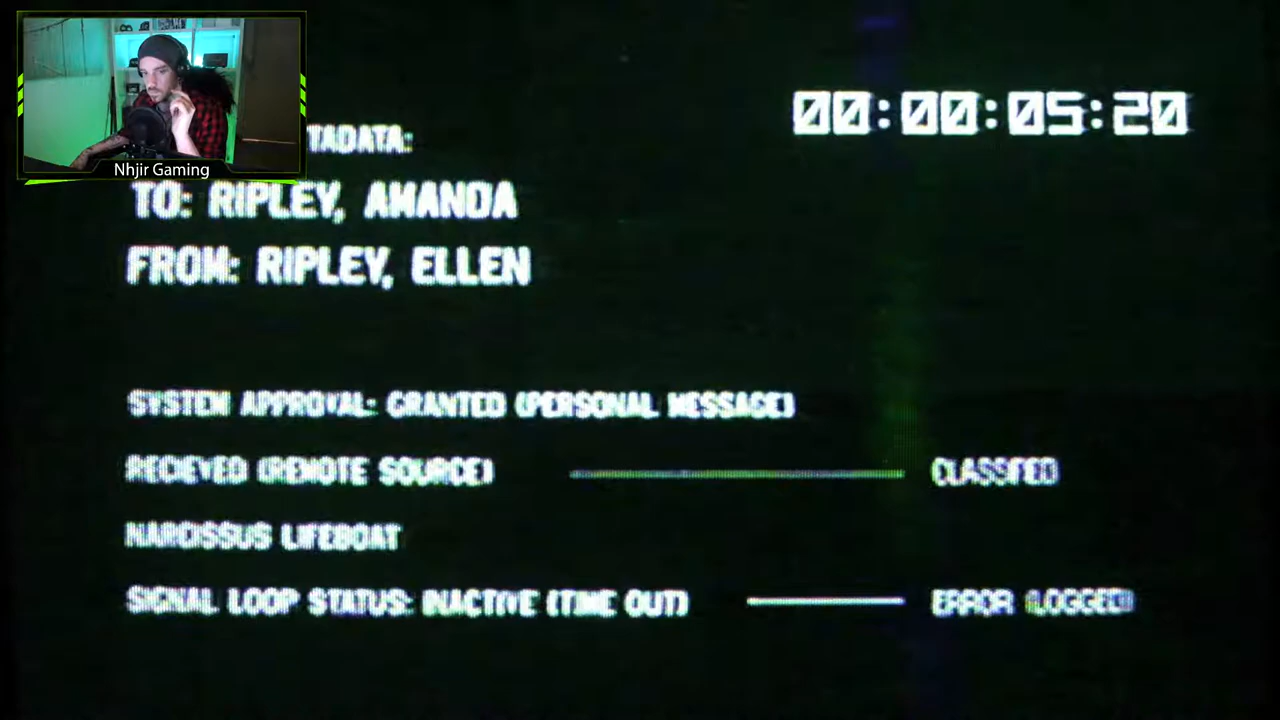 00:00:05:20
TADATA:
Nhjir Gaming
TO: RIPLEY, AMANDA
FROM: RIPLEY, ELLEN
SYSTEM APPROVAL: GRANTED (PERSONAL MESSAGE)
RECIEVED (REMOTE SOURCE) CLASSIFIED
NARCISSUS LIFEBOAT
SIGNAL LOOP STATUS: INACTIVE (TIME OUT) ERROR (LOGGED)